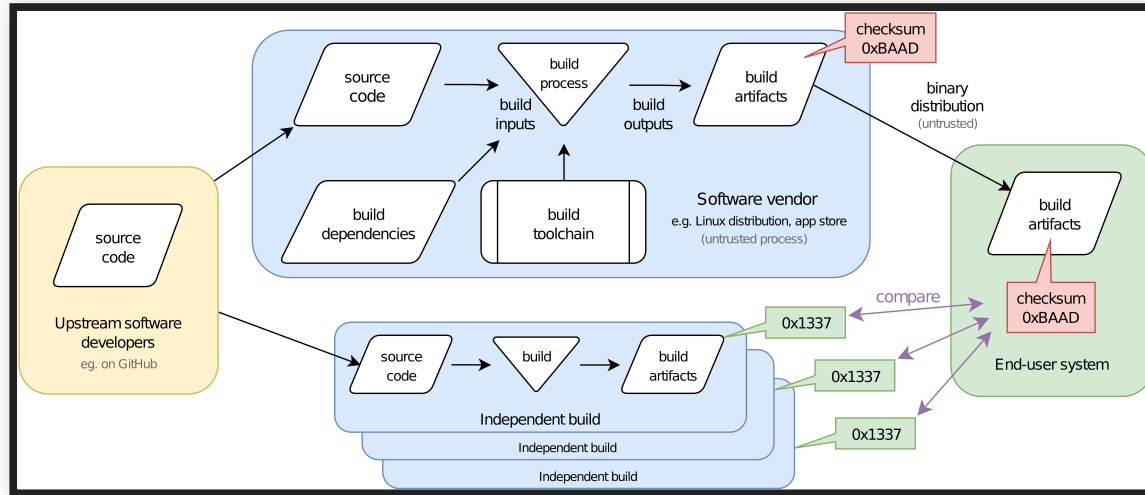 checksum
0xBAAD
source
code
build
process
build
artifacts
build
inputs
build
outputs
binary
distribution
(untrusted)
build
dependencies
build
toolchain
Software vendor
e.g. Linux distribution, app store
(untrusted process)
source
code
Upstream software
developers
eg. on GitHub
build
artifacts
checksum
0xBAAD
End-user system
compare
0x1337
0x1337
0x1337
source
code
build
build
artifacts
Independent build
Independent build
Independent build